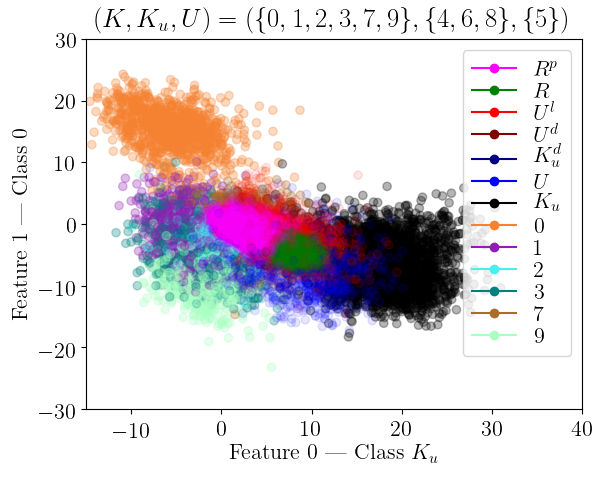 (K, K_u, U) = ({0, 1, 2, 3, 7, 9}, {4, 6, 8}, {5})
30
20
10
0
−10
−20
−30
−10
0
10
20
30
40
Feature 1 — Class 0
Feature 0 — Class K_u
R^p
R
U^l
U^d
K_u^d
U
K_u
0
1
2
3
7
9